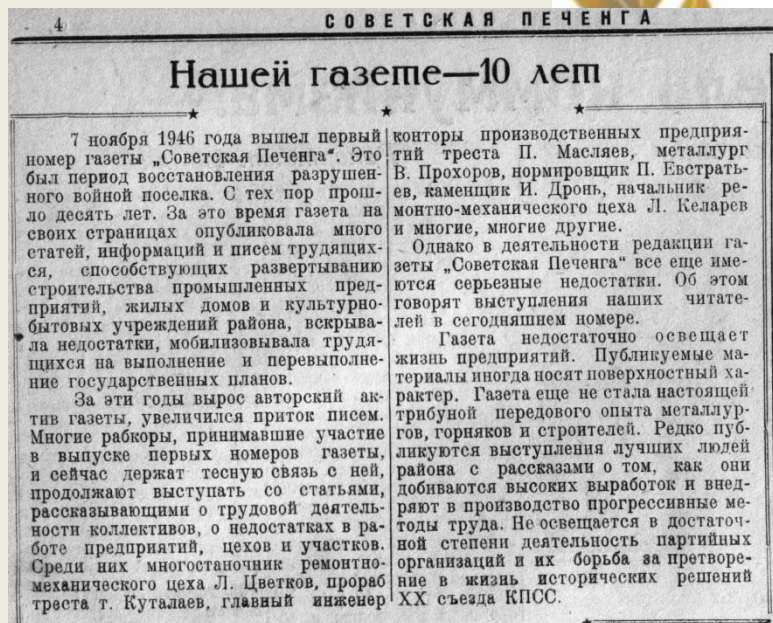 4
СОВЕТСКАЯ ПЕЧЕНГА
Нашей газете—10 лет
7 ноября 1946 года вышел первый
номер газеты „Советская Печенга“. Это
был период восстановления разрушен-
ного войной поселка. С тех пор прош-
ло десять лет. За это время газета на
своих страницах опубликовала много
статей, информаций и писем трудящих-
ся, способствующих развертыванию
строительства промышленных пред-
приятий, жилых домов и культурно-
бытовых учреждений района, вскрыва-
ла недостатки, мобилизовывала трудя-
щихся на выполнение и перевыполне-
ние государственных планов.
За эти годы вырос авторский ак-
тив газеты, увеличился приток писем.
Многие рабкоры, принимавшие участие
в выпуске первых номеров газеты,
и сейчас держат тесную связь с ней,
продолжают выступать со статьями,
рассказывающими о трудовой деятель-
ности коллективов, о недостатках в ра-
боте предприятий, цехов и участков.
Среди них многостаночник ремонтно-
механического цеха Л. Цветков, прораб
треста т. Куталаев, главный инженер
конторы производственных предприя-
тий треста П. Масляев, металлург
В. Прохоров, нормировщик П. Евстрать-
ев, каменщик И. Дронь, начальник ре-
монтно-механического цеха Л. Келарев
и многие, многие другие.
Однако в деятельности редакции га-
зеты „Советская Печенга“ все еще име-
ются серьезные недостатки. Об этом
говорят выступления наших читате-
лей в сегодняшнем номере.
Газета недостаточно освещает
жизнь предприятий. Публикуемые ма-
териалы иногда носят поверхностный ха-
рактер. Газета еще не стала настоящей
трибуной передового опыта металлур-
гов, горняков и строителей. Редко пуб-
ликуются выступления лучших людей
района с рассказами о том, как они
добиваются высоких выработок и внед-
ряют в производство прогрессивные ме-
тоды труда. Не освещается в достаточ-
ной степени деятельность партийных
организаций и их борьба за претворе-
ние в жизнь исторических решений
XX съезда КПСС.